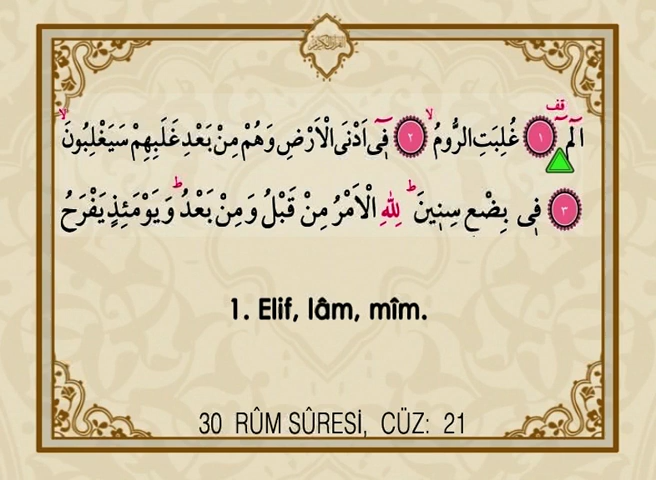 الٓمٓ ۚ قف ﴿١﴾ غُلِبَتِ الرُّومُ ۙ ﴿٢﴾ فٖٓي اَدْنَى الْاَرْضِ وَهُمْ مِنْ بَعْدِ غَلَبِهِمْ سَيَغْلِبُونَ ۙ
﴿٣﴾ فٖي بِضْعِ سِنٖينَ ؕ لِلّٰهِ الْاَمْرُ مِنْ قَبْلُ وَمِنْ بَعْدُ ؕ وَيَوْمَئِذٍ يَفْرَحُ
1. Elif, lâm, mîm.
30 RÛM SÛRESİ, CÜZ: 21